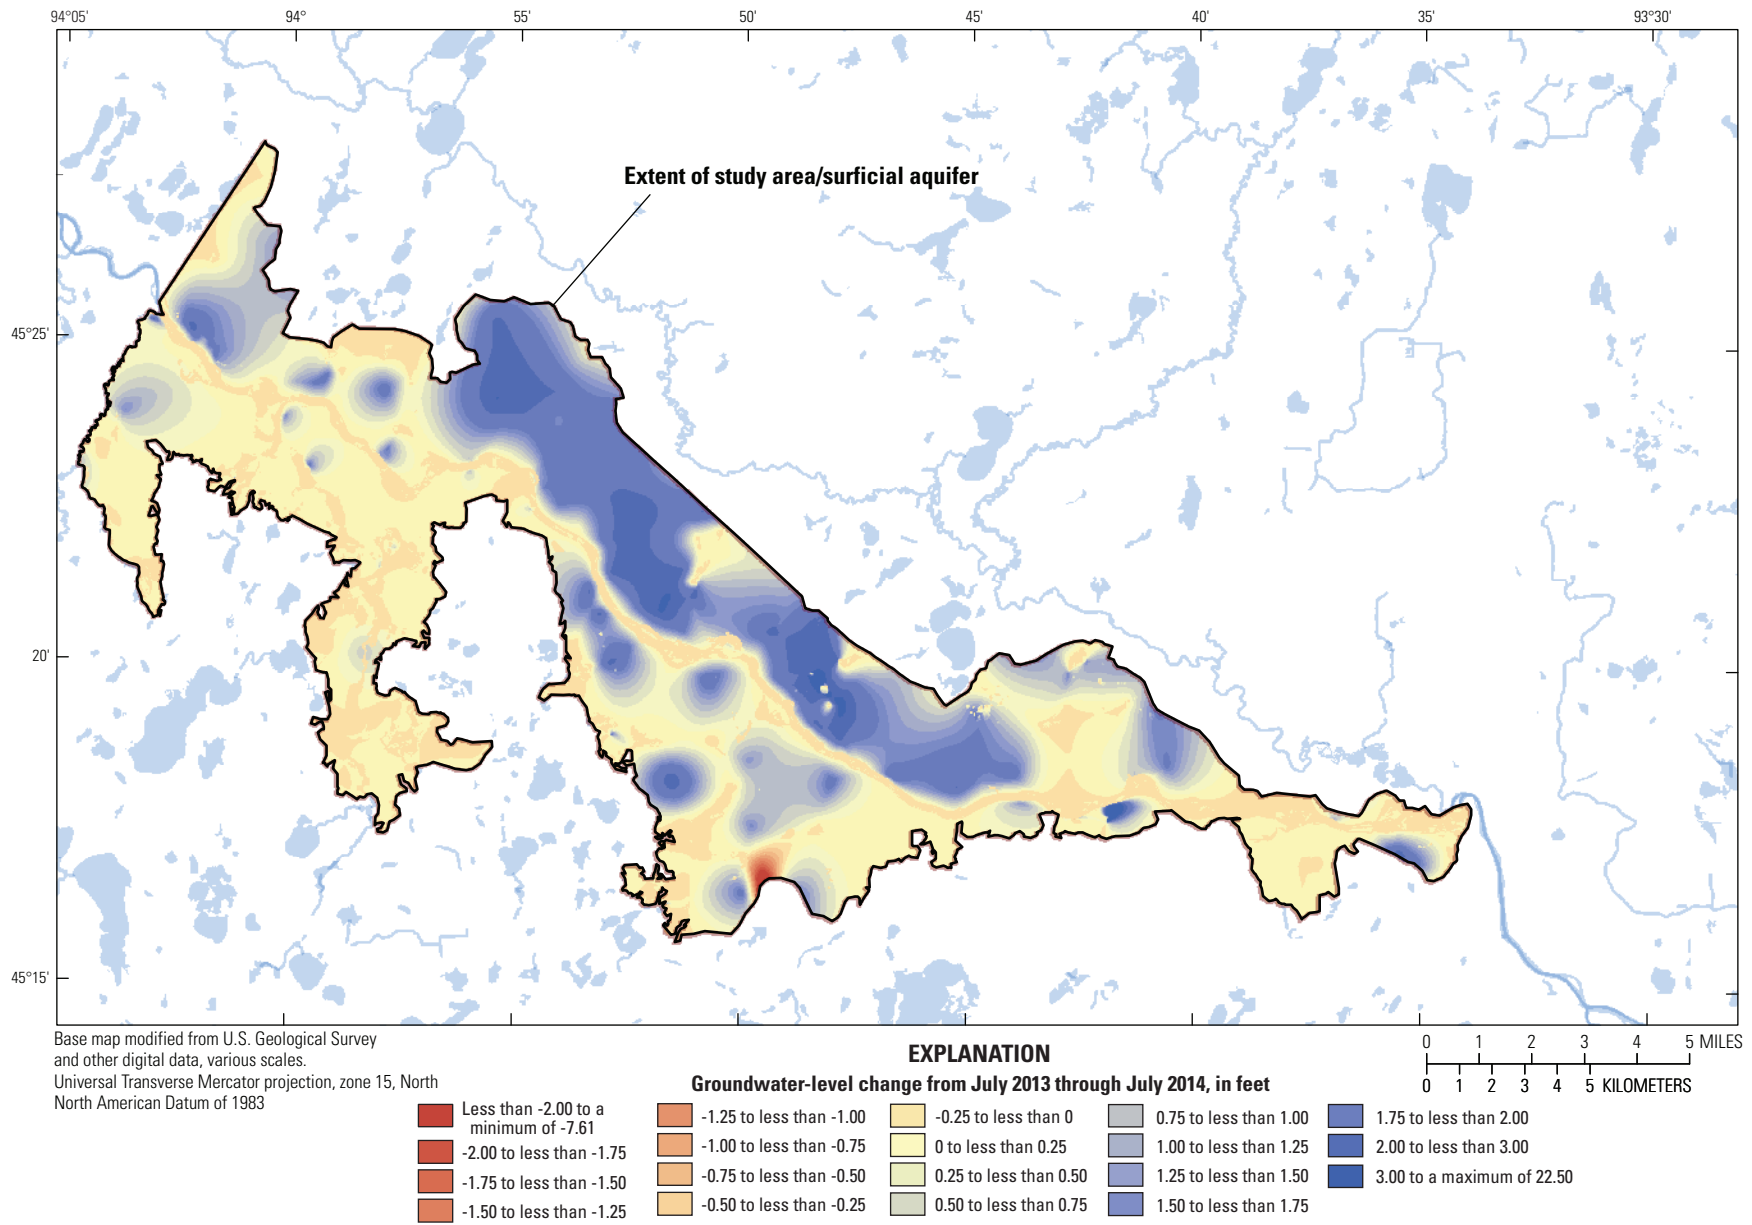 94°05'
94°
55'
50'
45'
40'
35'
93°30'
Extent of study area/surficial aquifer
45°25'
20'
45°15'
Base map modified from U.S. Geological Survey
and other digital data, various scales.
Universal Transverse Mercator projection, zone 15, North
North American Datum of 1983
0 1 2 3 4 5 MILES
0 1 2 3 4 5 KILOMETERS
EXPLANATION
Groundwater-level change from July 2013 through July 2014, in feet
Less than -2.00 to a
minimum of -7.61
-2.00 to less than -1.75
-1.75 to less than -1.50
-1.50 to less than -1.25
-1.25 to less than -1.00
-1.00 to less than -0.75
-0.75 to less than -0.50
-0.50 to less than -0.25
-0.25 to less than 0
0 to less than 0.25
0.25 to less than 0.50
0.50 to less than 0.75
0.75 to less than 1.00
1.00 to less than 1.25
1.25 to less than 1.50
1.50 to less than 1.75
1.75 to less than 2.00
2.00 to less than 3.00
3.00 to a maximum of 22.50